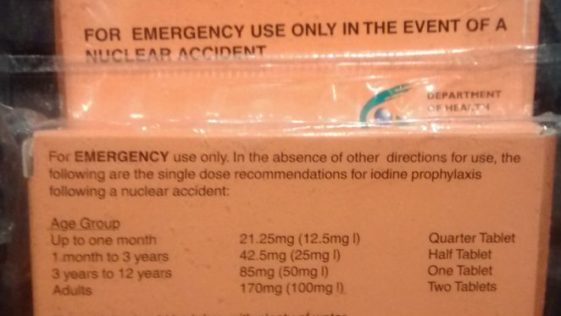 FOR EMERGENCY USE ONLY IN THE EVENT OF A
NUCLEAR ACCIDENT
DEPARTMENT
OF HEALTH
For EMERGENCY use only. In the absence of other directions for use, the
following are the single dose recommendations for iodine prophylaxis
following a nuclear accident:
Age Group
Up to one month 21.25mg (12.5mg I) Quarter Tablet
1 month to 3 years 42.5mg (25mg I) Half Tablet
3 years to 12 years 85mg (50mg I) One Tablet
Adults 170mg (100mg I) Two Tablets